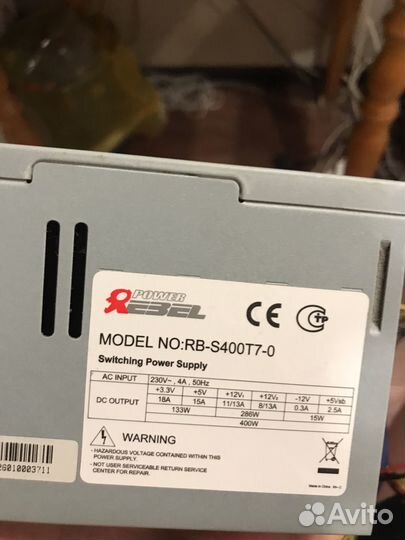 POWER
REBEL
CE
TP
MODEL NO:RB-S400T7-0
Switching Power Supply
AC INPUT 230V~ , 4A , 50Hz
DC OUTPUT +3.3V +5V +12V1 +12V2 -12V +5Vsb
18A 15A 11/13A 8/13A 0.3A 2.5A
133W 286W 15W
400W
WARNING
- HAZARDOUS VOLTAGES CONTAINED WITHIN THIS POWER SUPPLY.
- NOT USER SERVICEABLE RETURN SERVICE CENTER FOR REPAIR.
Made in China
6010003711
Avito